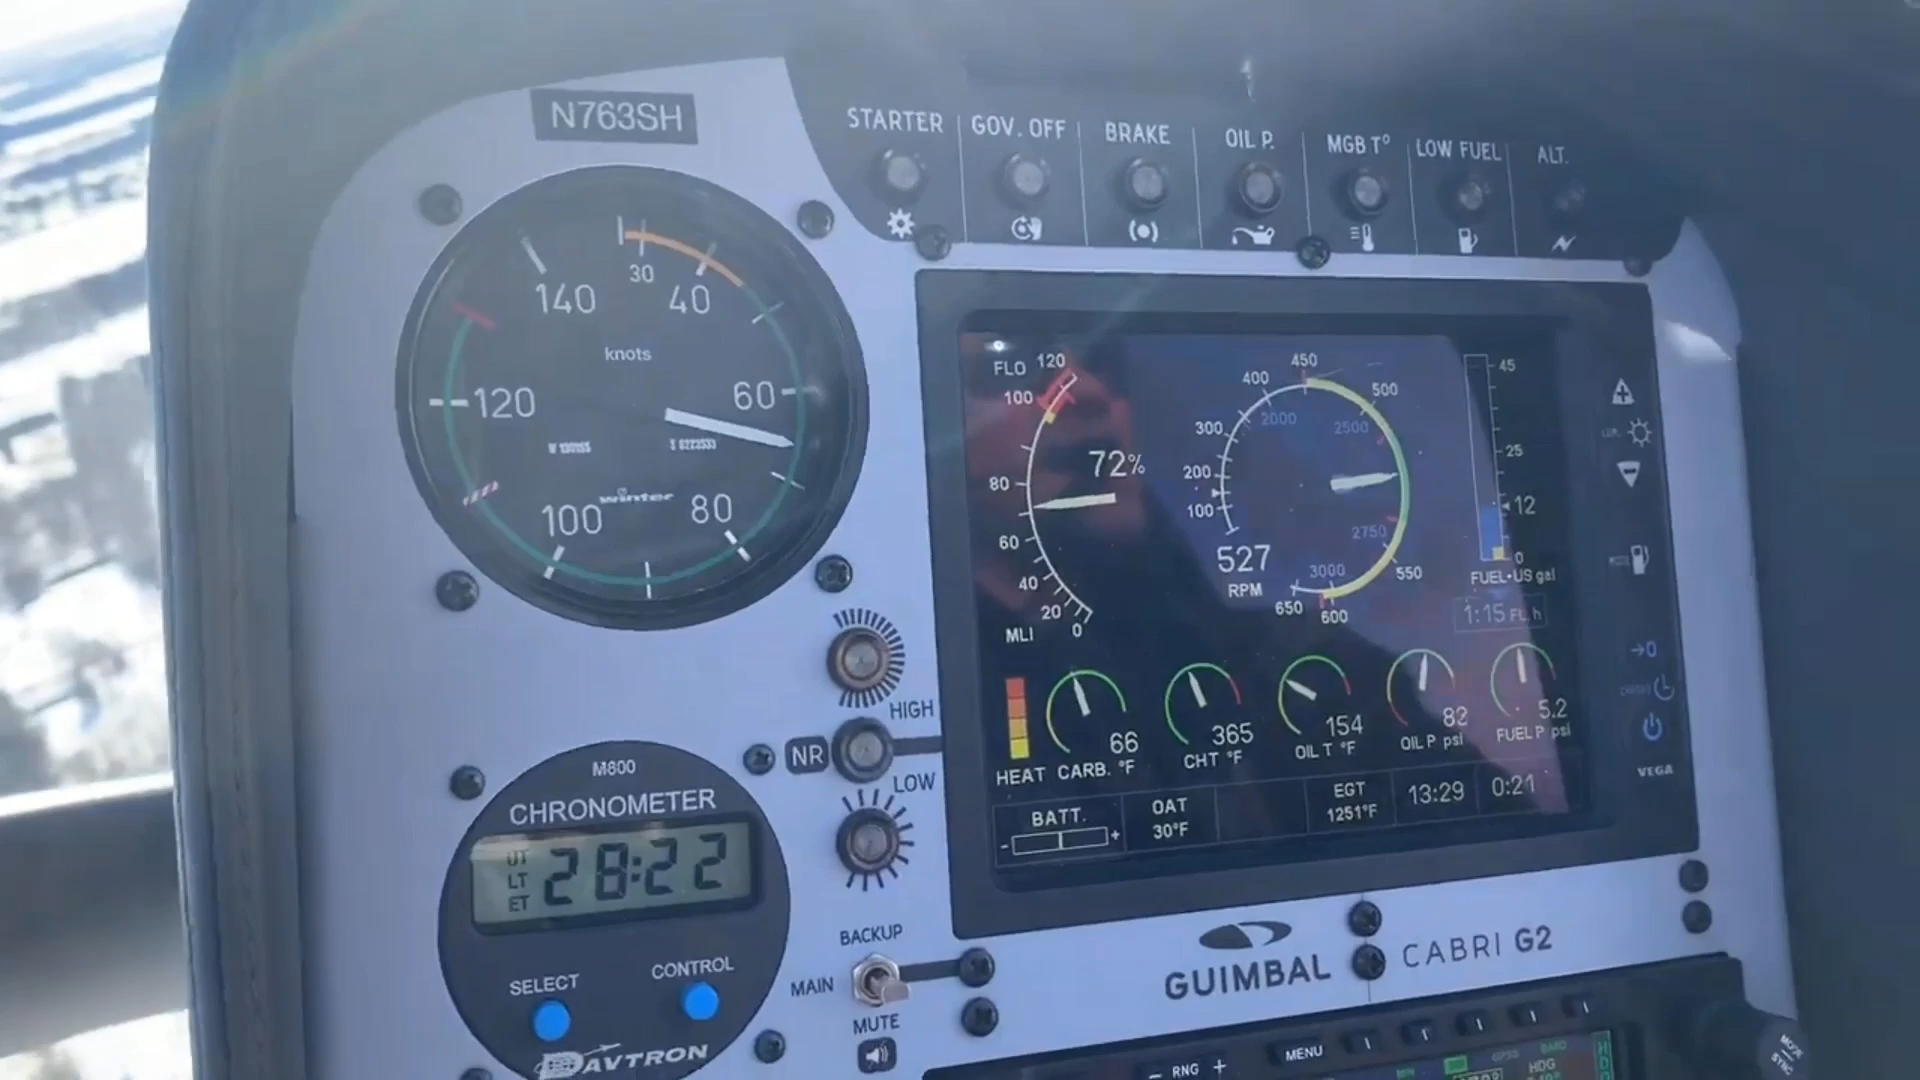 N763SH
STARTER
GOV. OFF
BRAKE
OIL P.
MGB T°
LOW FUEL
ALT.
30
40
60
80
100
120
140
knots
winter
FLO
120
100
80
60
40
20
0
MLI
72%
450
400
500
300
200
100
2000
2500
2750
3000
550
600
650
527
RPM
45
25
12
0
FUEL•US gal
1:15
HEAT
66
CARB. °F
365
CHT °F
154
OIL T °F
82
OIL P psi
5.2
FUEL P psi
BATT.
- +
OAT
30°F
EGT
1251°F
13:29
0:21
→0
VEGA
HIGH
NR
LOW
M800
CHRONOMETER
UT
LT
ET
28:22
SELECT
CONTROL
DAVTRON
BACKUP
MAIN
MUTE
GUIMBAL
CABRI G2
- RNG +
MENU
HDG
MODE
SYNC